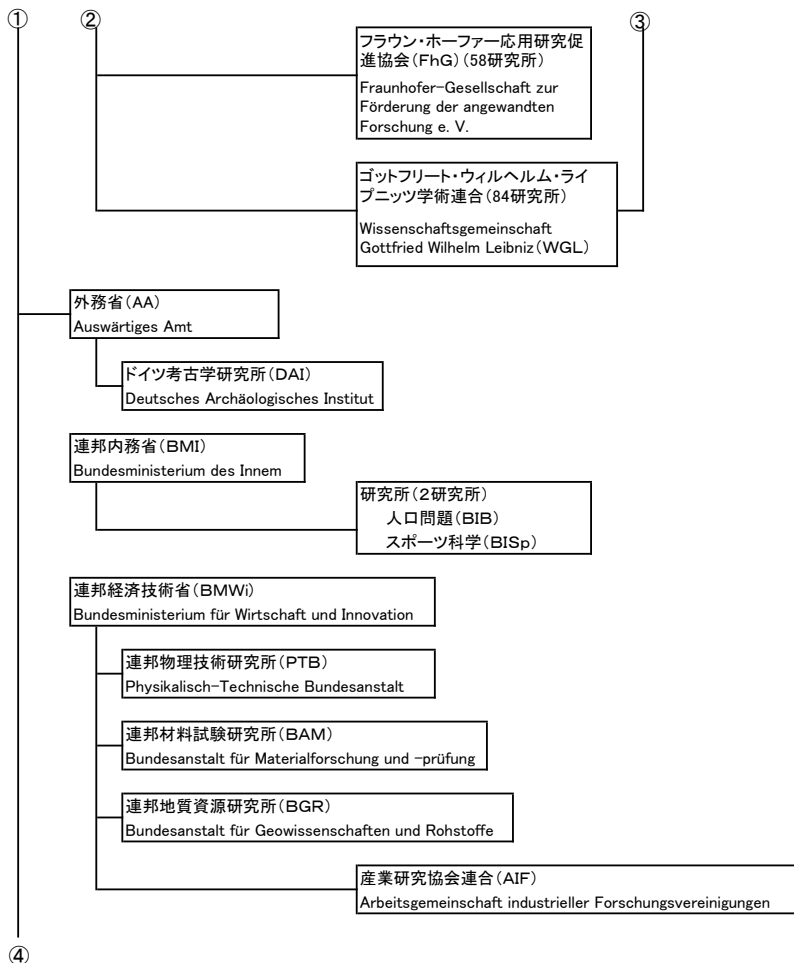 ① ② ③
フラウン・ホーファー応用研究促
進協会(FhG)(58研究所)
Fraunhofer-Gesellschaft zur
Förderung der angewandten
Forschung e. V.
ゴットフリート・ウィルヘルム・ライ
プニッツ学術連合(84研究所)
Wissenschaftsgemeinschaft
Gottfried Wilhelm Leibniz(WGL)
外務省(AA)
Auswärtiges Amt
ドイツ考古学研究所(DAI)
Deutsches Archäologisches Institut
連邦内務省(BMI)
Bundesministerium des Innem
研究所(2研究所)
人口問題(BIB)
スポーツ科学(BISp)
連邦経済技術省(BMWi)
Bundesministerium für Wirtschaft und Innovation
連邦物理技術研究所(PTB)
Physikalisch-Technische Bundesanstalt
連邦材料試験研究所(BAM)
Bundesanstalt für Materialforschung und -prüfung
連邦地質資源研究所(BGR)
Bundesanstalt für Geowissenschaften und Rohstoffe
産業研究協会連合(AIF)
Arbeitsgemeinschaft industrieller Forschungsvereinigungen
④